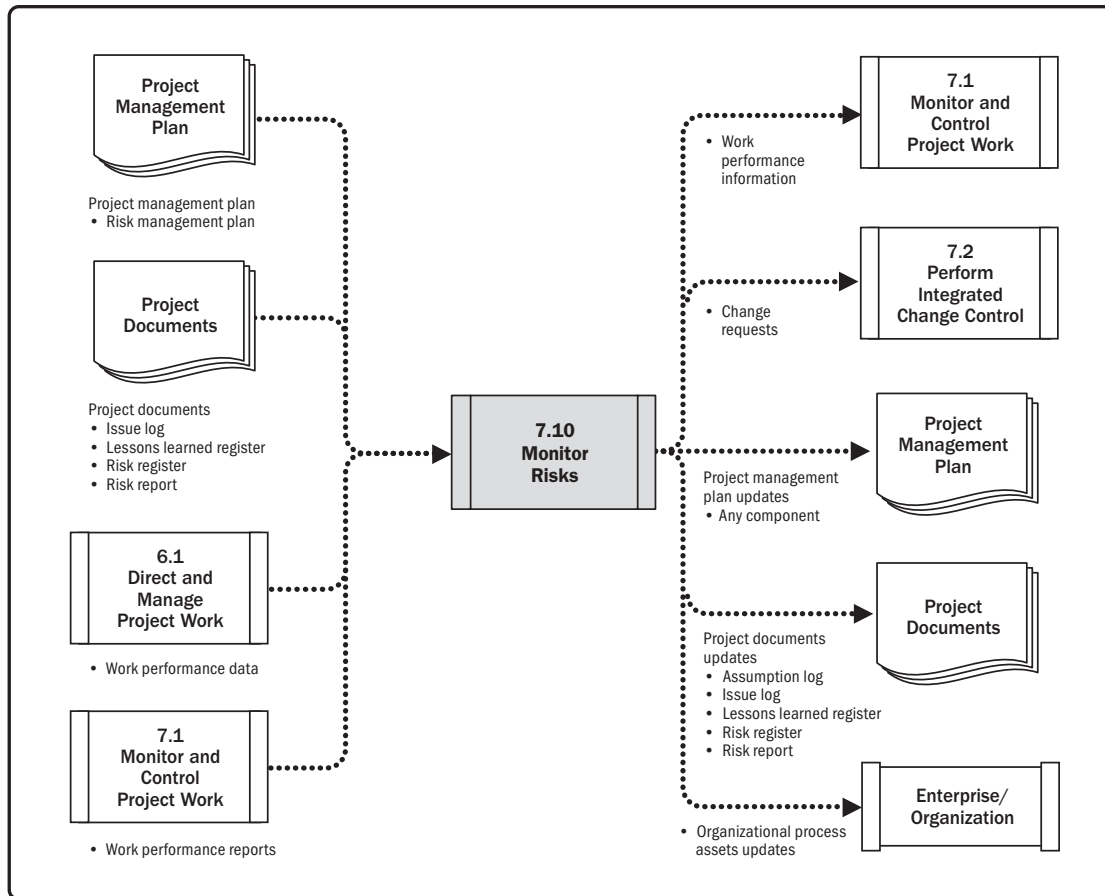 Project
Management
Plan
Project management plan
• Risk management plan
Project
Documents
Project documents
• Issue log
• Lessons learned register
• Risk register
• Risk report
6.1
Direct and
Manage
Project Work
• Work performance data
7.1
Monitor and
Control
Project Work
• Work performance reports
7.10
Monitor
Risks
• Work
performance
information
7.1
Monitor and
Control
Project Work
• Change
requests
7.2
Perform
Integrated
Change Control
Project management
plan updates
• Any component
Project
Management
Plan
Project documents
updates
• Assumption log
• Issue log
• Lessons learned register
• Risk register
• Risk report
Project
Documents
• Organizational process
assets updates
Enterprise/
Organization